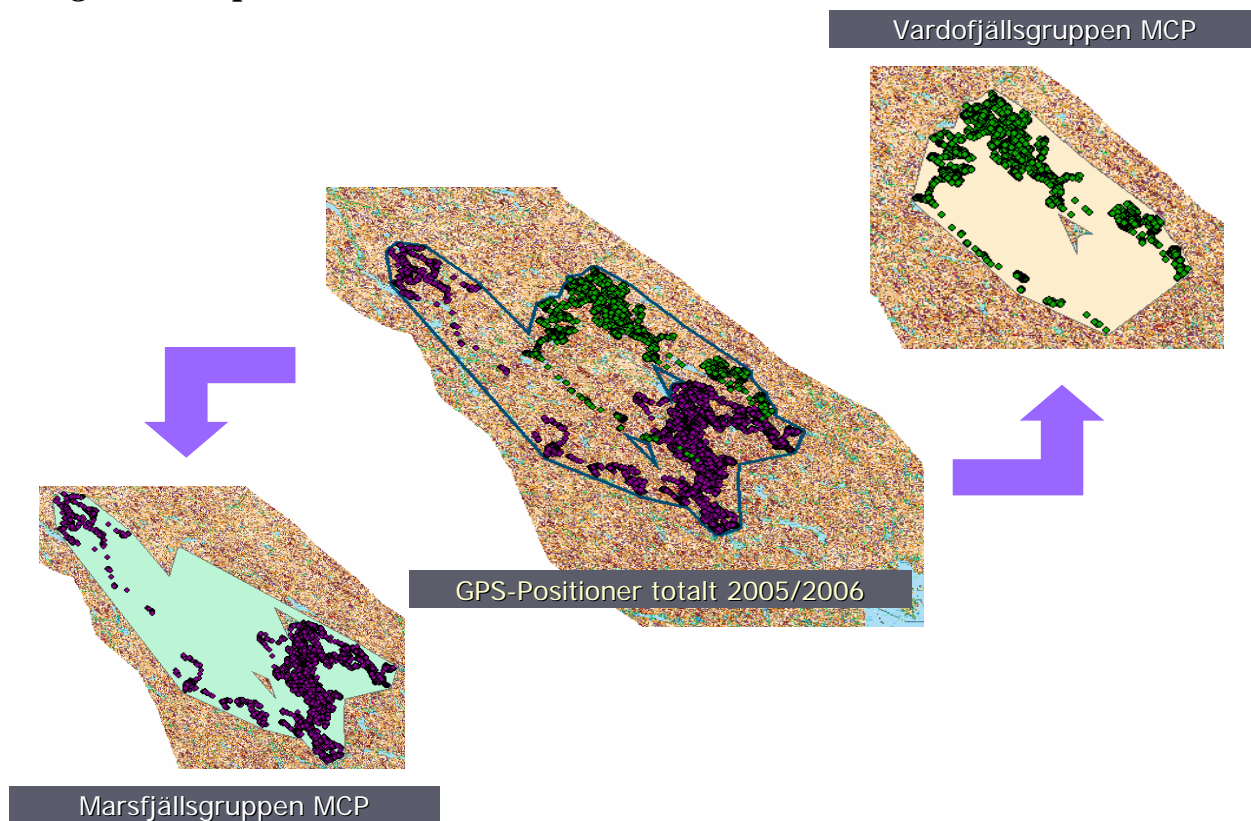 Vardofjällsgruppen MCP
GPS-Positioner totalt 2005/2006
Marsfjällsgruppen MCP